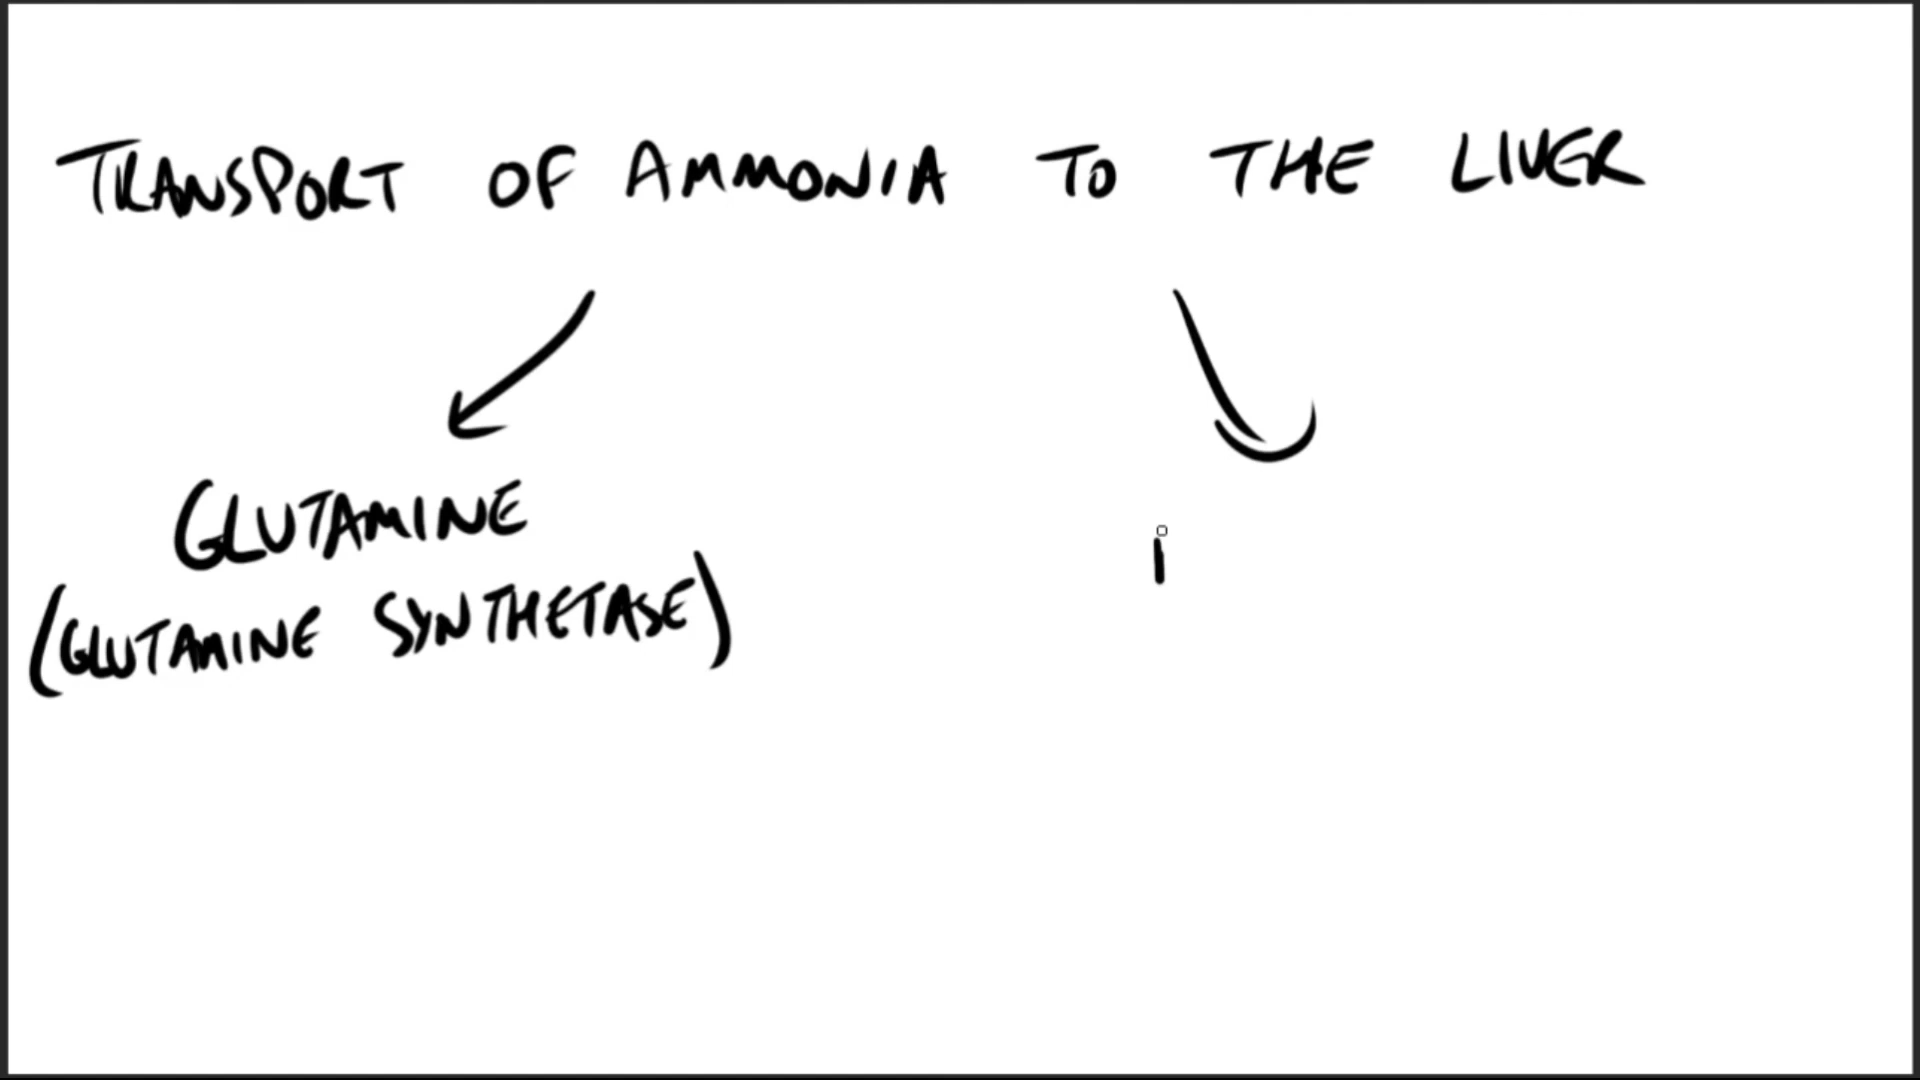 TRANSPORT OF AMMONIA TO THE LIVER
GLUTAMINE
(GLUTAMINE SYNTHETASE)